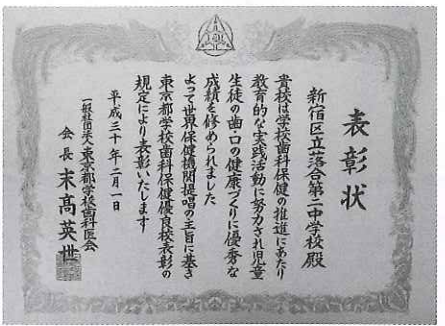 表彰状
新宿区立落合第二中学校殿
貴校は学校歯科保健の推進にあたり
教育的な実践活動に努力され児童
生徒の歯・口の健康づくりに優秀な
成績を修められました
よって世界保健機関提唱の主旨に基き
東京都学校歯科保健優良校表彰の
規定により表彰いたします
平成三十年二月一日
一般社団法人東京都学校歯科医会
会長 末高英世